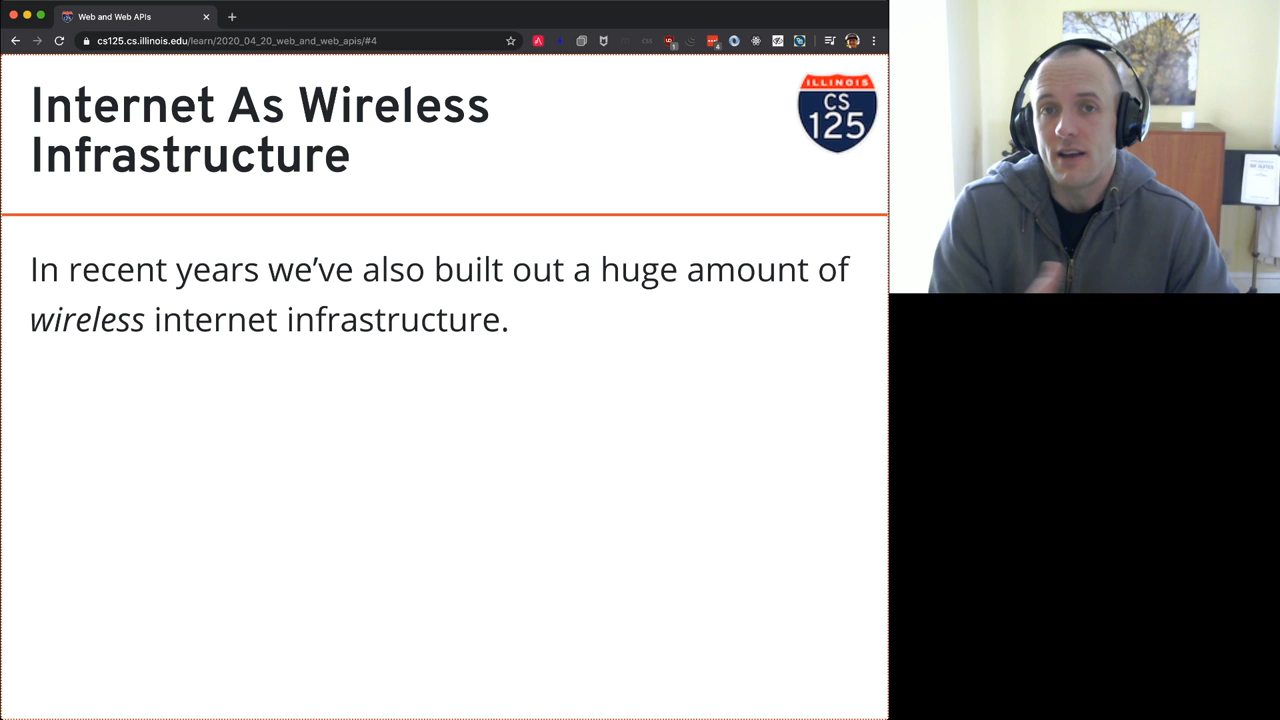 Web and Web APIs
cs125.cs.illinois.edu/learn/2020_04_20_web_and_web_apis/#4
Internet As Wireless
Infrastructure
ILLINOIS
CS
125
In recent years we’ve also built out a huge amount of
wireless internet infrastructure.